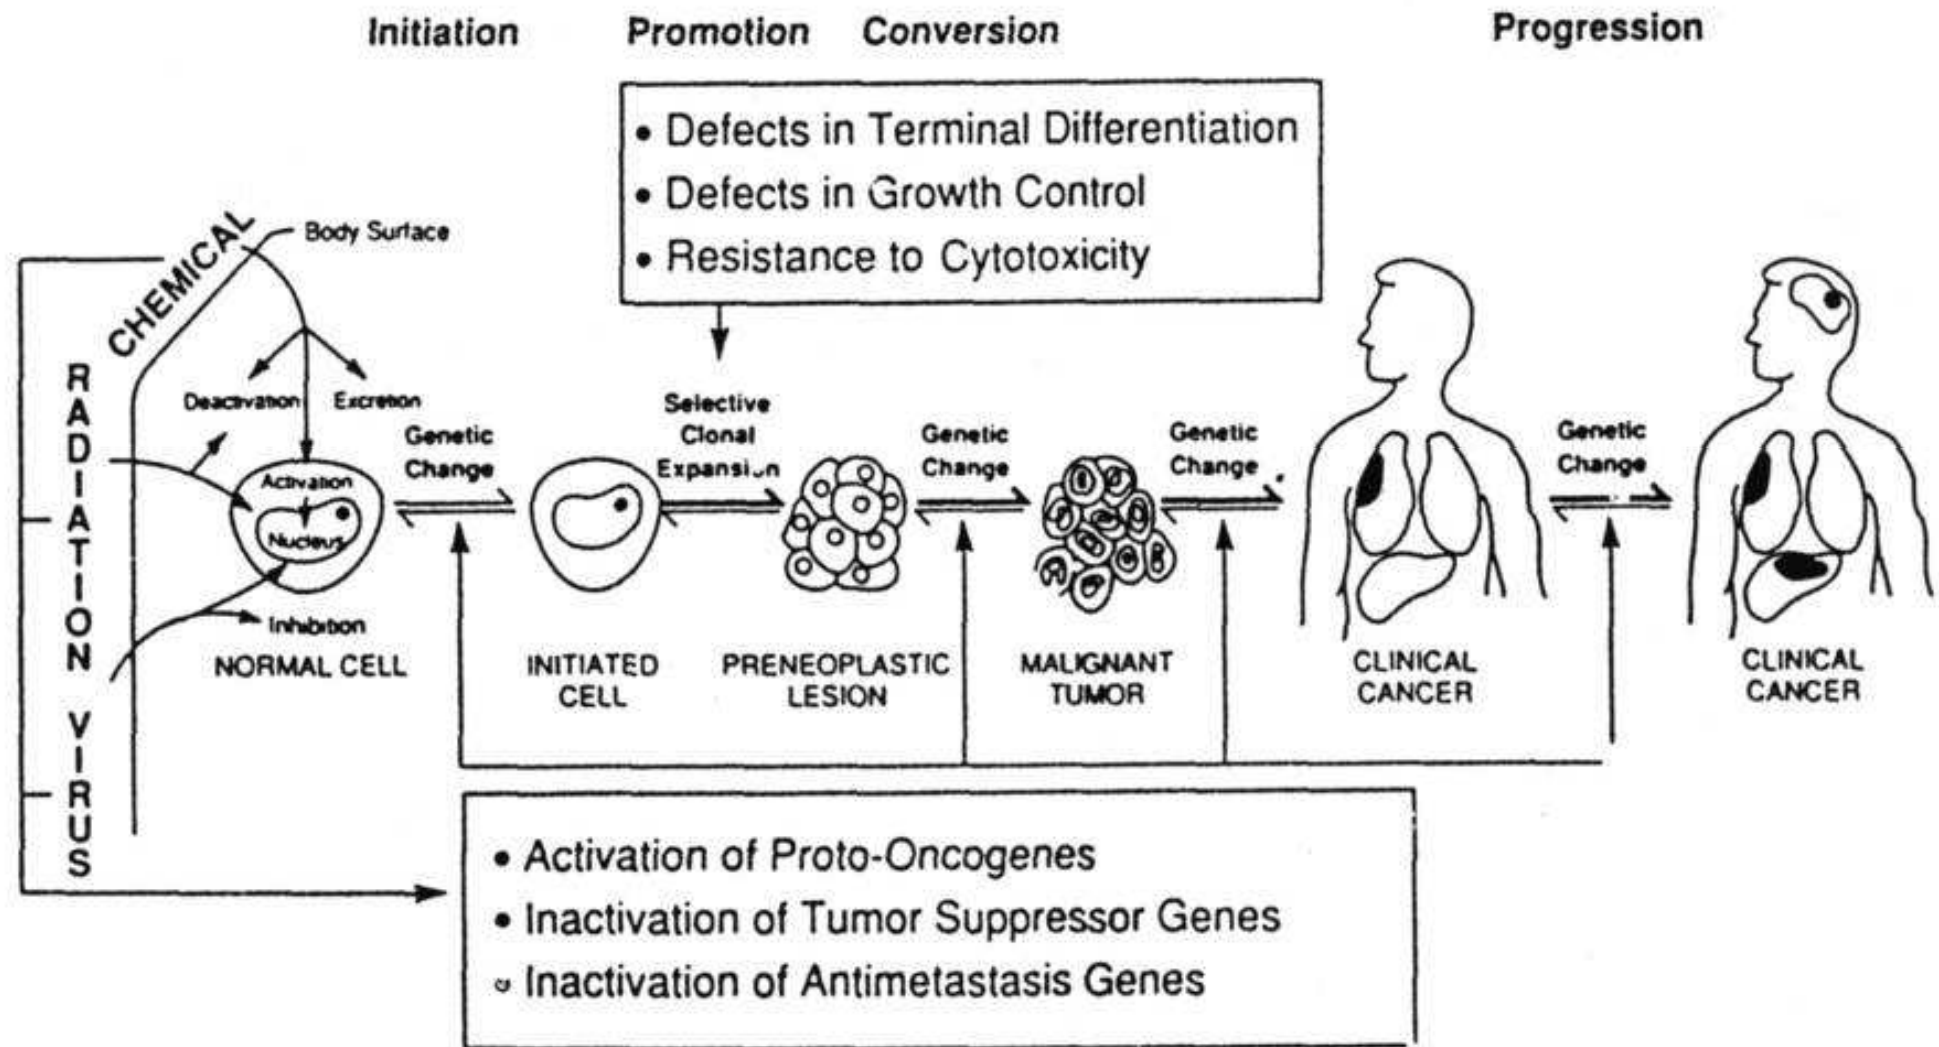 Initiation Promotion Conversion Progression
• Defects in Terminal Differentiation
• Defects in Growth Control
• Resistance to Cytotoxicity
CHEMICAL
Body Surface
RADIATION VIRUS
Deactivation
Excretion
Activation
Nucleus
Inhibition
Genetic
Change
Selective
Clonal
Expansion
Genetic
Change
Genetic
Change
Genetic
Change
NORMAL CELL
INITIATED
CELL
PRENEOPLASTIC
LESION
MALIGNANT
TUMOR
CLINICAL
CANCER
CLINICAL
CANCER
• Activation of Proto-Oncogenes
• Inactivation of Tumor Suppressor Genes
• Inactivation of Antimetastasis Genes